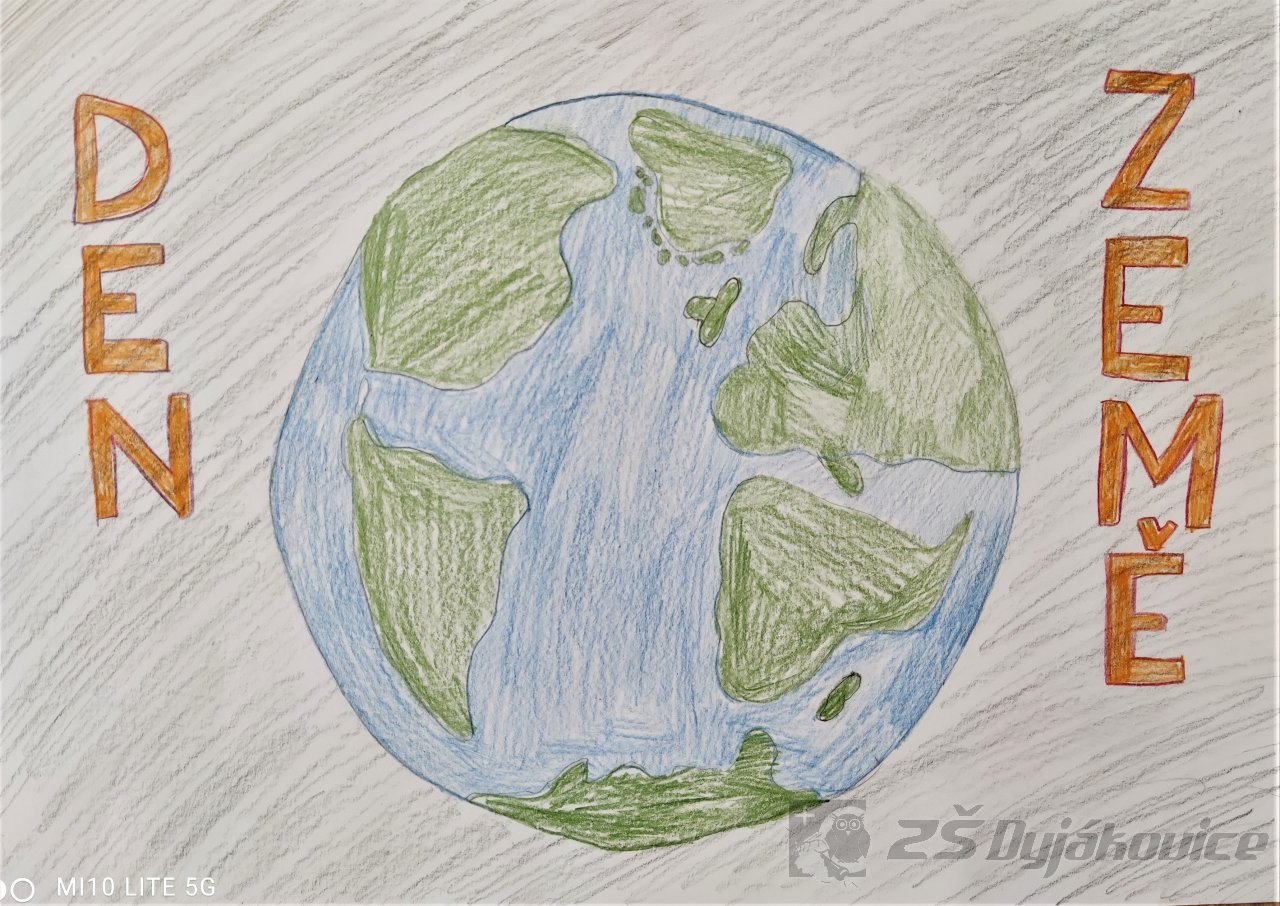 DEN
ZEMĚ
ZŠ Dyjákovice
MI10 LITE 5G